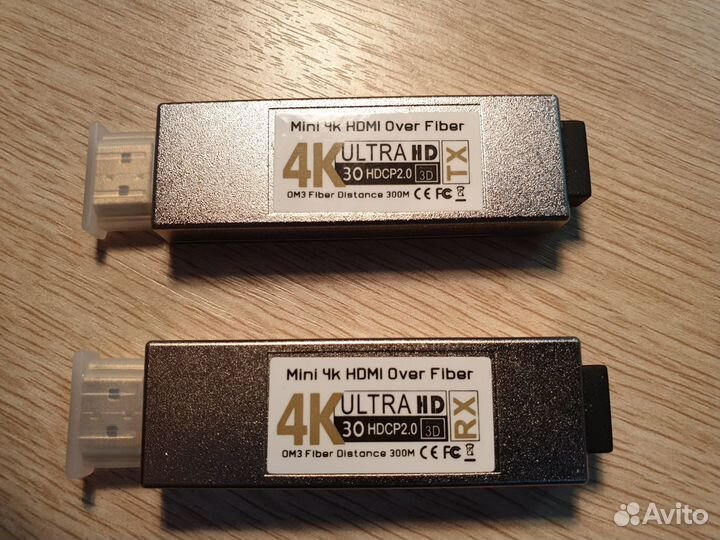 Mini 4k HDMI Over Fiber
4K ULTRA HD
30 HDCP2.0 3D
TX
OM3 Fiber Distance 300M CE FC
Mini 4k HDMI Over Fiber
4K ULTRA HD
30 HDCP2.0 3D
RX
OM3 Fiber Distance 300M CE FC
Avito